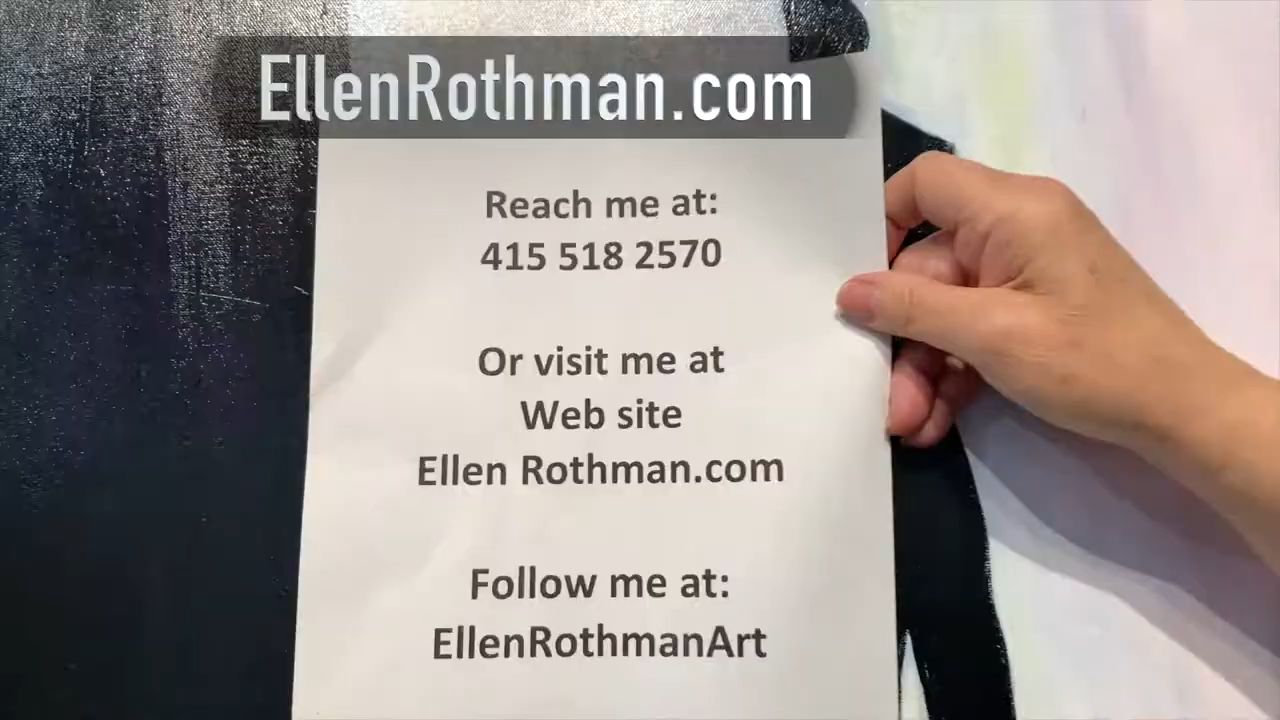 EllenRothman.com
Reach me at:
415 518 2570
Or visit me at
Web site
Ellen Rothman.com
Follow me at:
EllenRothmanArt